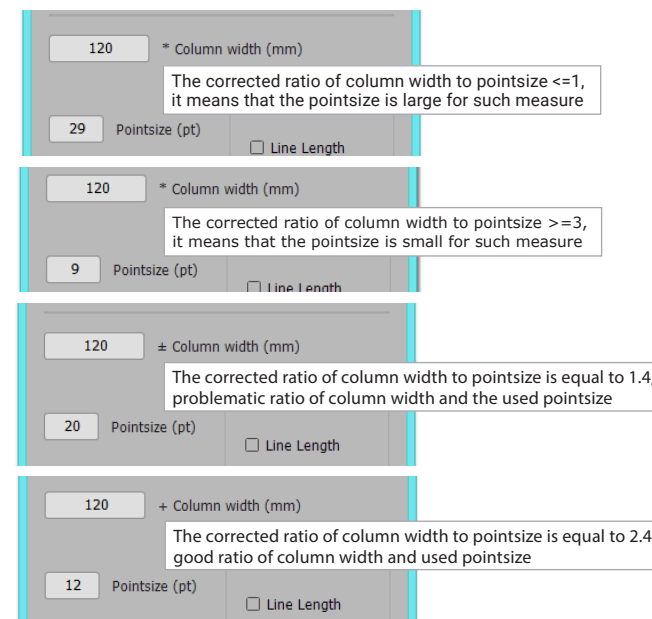 120 * Column width (mm)
The corrected ratio of column width to pointsize <=1,
it means that the pointsize is large for such measure
29 Pointsize (pt)
Line Length
120 * Column width (mm)
The corrected ratio of column width to pointsize >=3,
it means that the pointsize is small for such measure
9 Pointsize (pt)
Line Length
120 ± Column width (mm)
The corrected ratio of column width to pointsize is equal to 1.4,
problematic ratio of column width and the used pointsize
20 Pointsize (pt)
Line Length
120 + Column width (mm)
The corrected ratio of column width to pointsize is equal to 2.4
good ratio of column width and used pointsize
12 Pointsize (pt)
Line Length